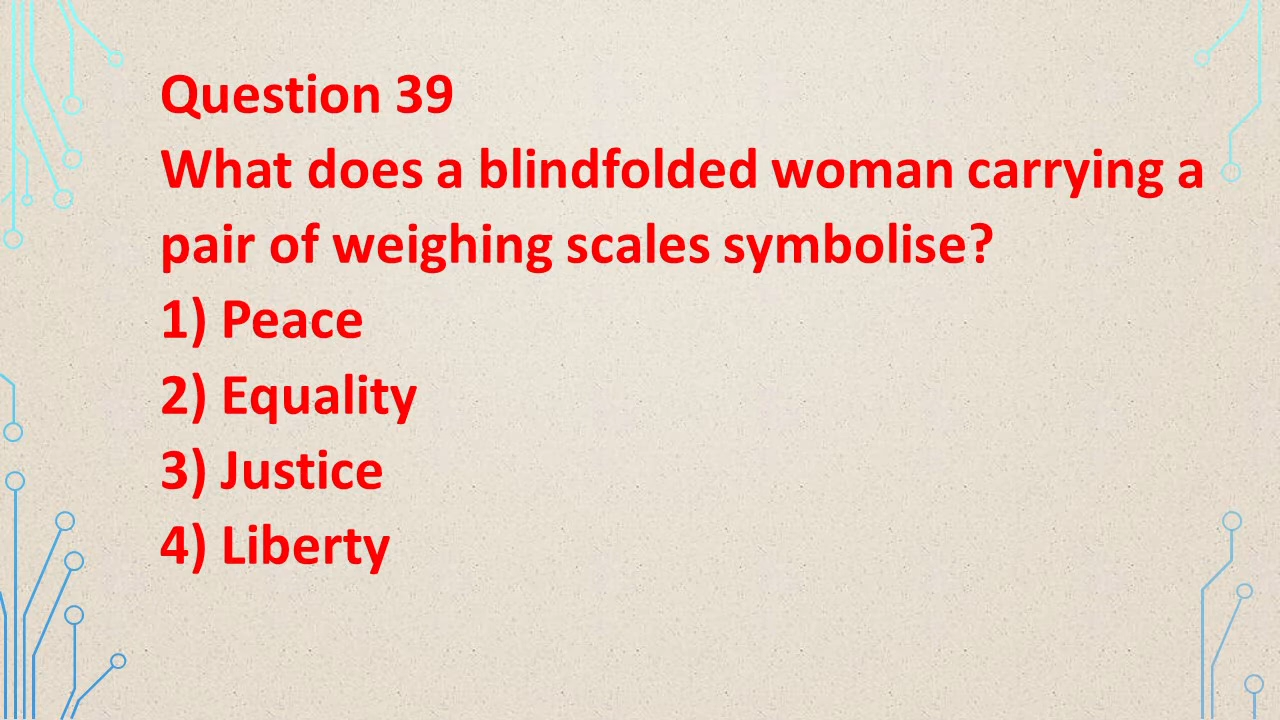 Question 39
What does a blindfolded woman carrying a
pair of weighing scales symbolise?
1) Peace
2) Equality
3) Justice
4) Liberty